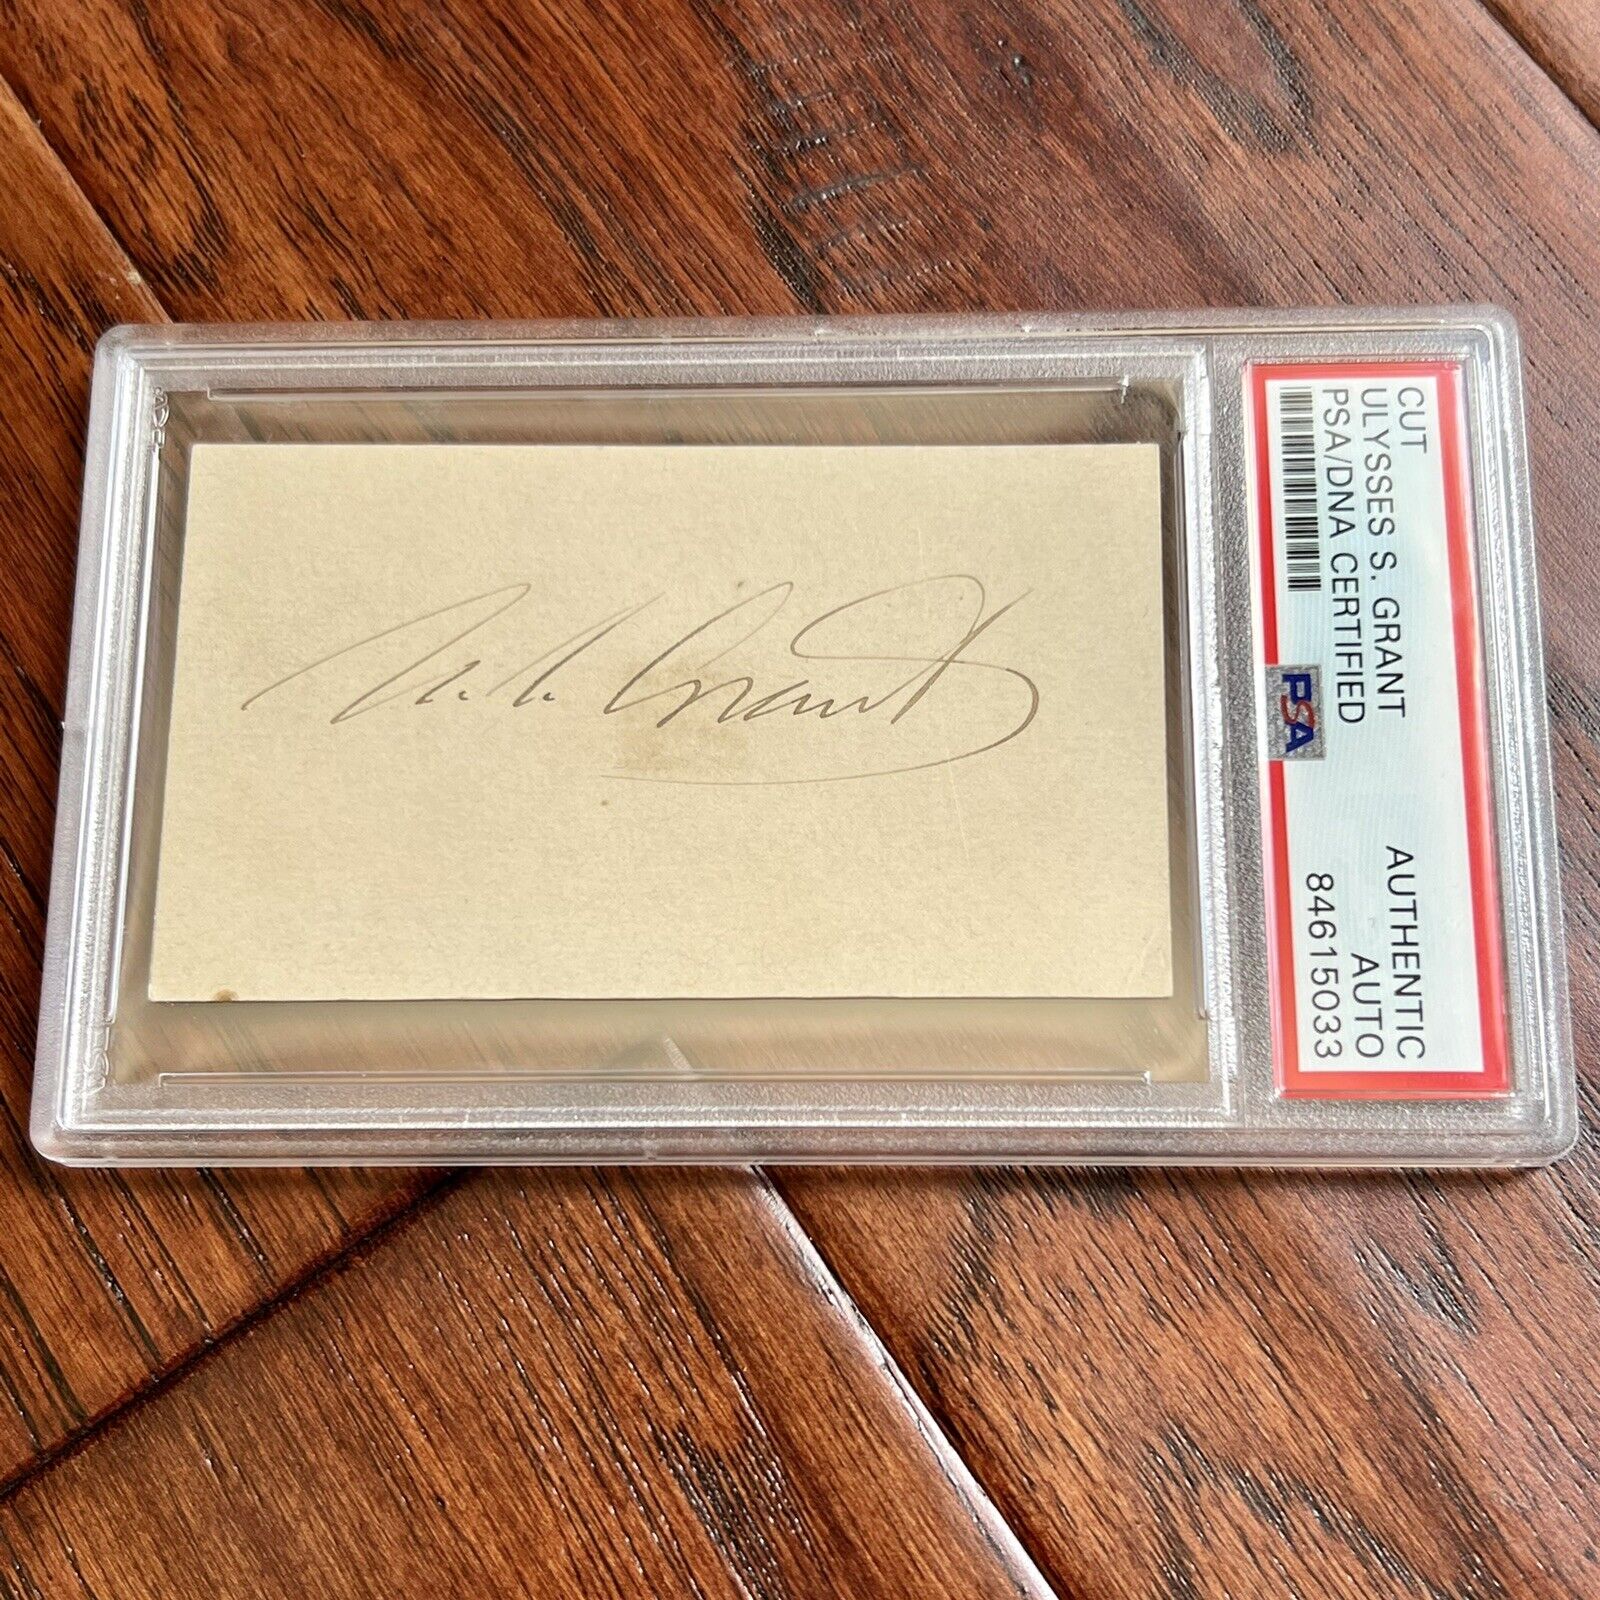 U. S. Grant
CUT
ULYSSES S. GRANT
PSA/DNA CERTIFIED
PSA
AUTHENTIC
AUTO
84615033